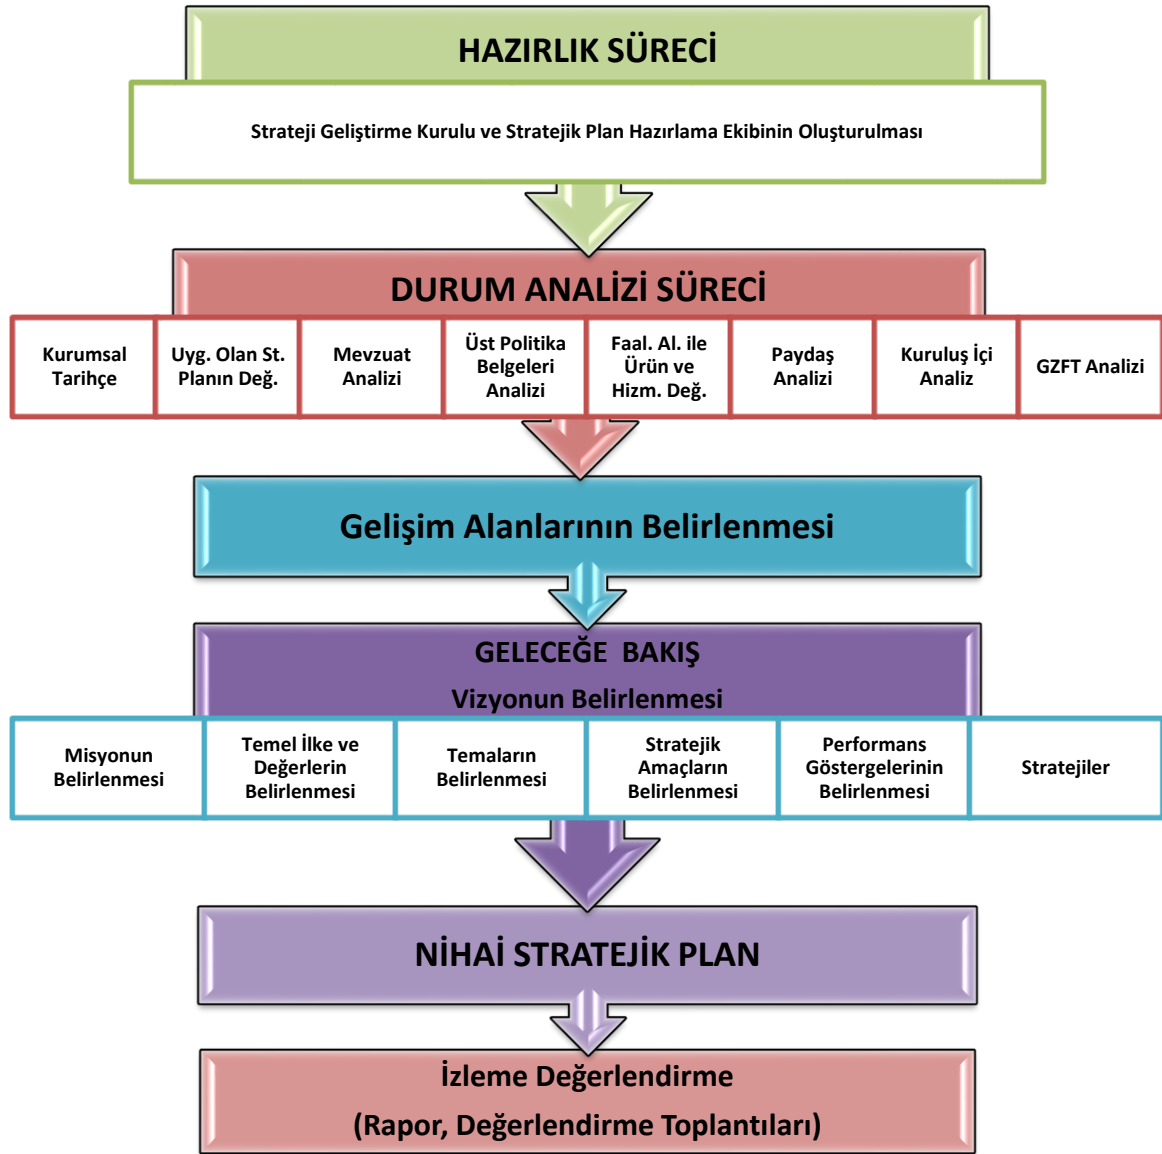 HAZIRLIK SÜRECİ
Strateji Geliştirme Kurulu ve Stratejik Plan Hazırlama Ekibinin Oluşturulması
DURUM ANALİZİ SÜRECİ
Kurumsal
Tarihçe
Uyg. Olan St.
Planın Değ.
Mevzuat
Analizi
Üst Politika
Belgeleri
Analizi
Faal. Al. ile
Ürün ve
Hizm. Değ.
Paydaş
Analizi
Kuruluş İçi
Analiz
GZFT Analizi
Gelişim Alanlarının Belirlenmesi
GELECEĞE BAKIŞ
Vizyonun Belirlenmesi
Misyonun
Belirlenmesi
Temel İlke ve
Değerlerin
Belirlenmesi
Temaların
Belirlenmesi
Stratejik
Amaçların
Belirlenmesi
Performans
Göstergelerinin
Belirlenmesi
Stratejiler
NİHAİ STRATEJİK PLAN
İzleme Değerlendirme
(Rapor, Değerlendirme Toplantıları)